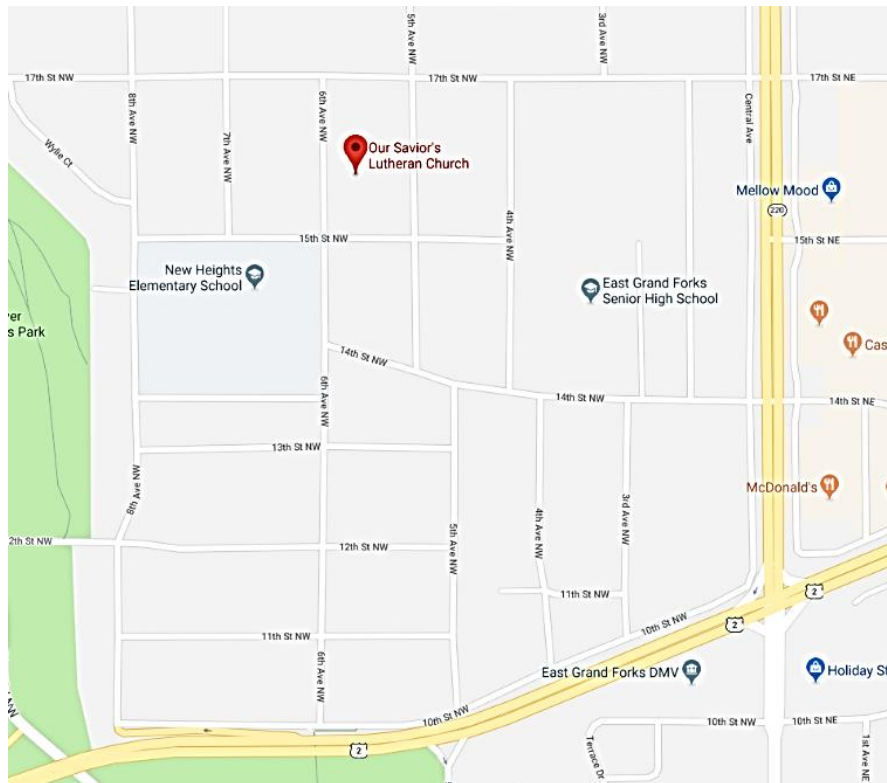 5th Ave NW
3rd Ave NW
17th St NW
17th St NW
17th St NE
8th Ave NW
7th Ave NW
6th Ave NW
Central Ave
Wylie Ct
Our Savior's
Lutheran Church
Mellow Mood
220
4th Ave NW
15th St NW
15th St NE
New Heights
Elementary School
East Grand Forks
Senior High School
s Park
14th St NW
Cas
6th Ave NW
14th St NW
14th St NE
13th St NW
8th Ave NW
McDonald's
5th Ave NW
4th Ave NW
3rd Ave NW
2th St NW
12th St NW
11th St NW
2
2
10th St NW
11th St NW
6th Ave NW
East Grand Forks DMV
Holiday St
10th St NW
10th St NW
10th St NE
2
Terrace Dr
1st Ave NE